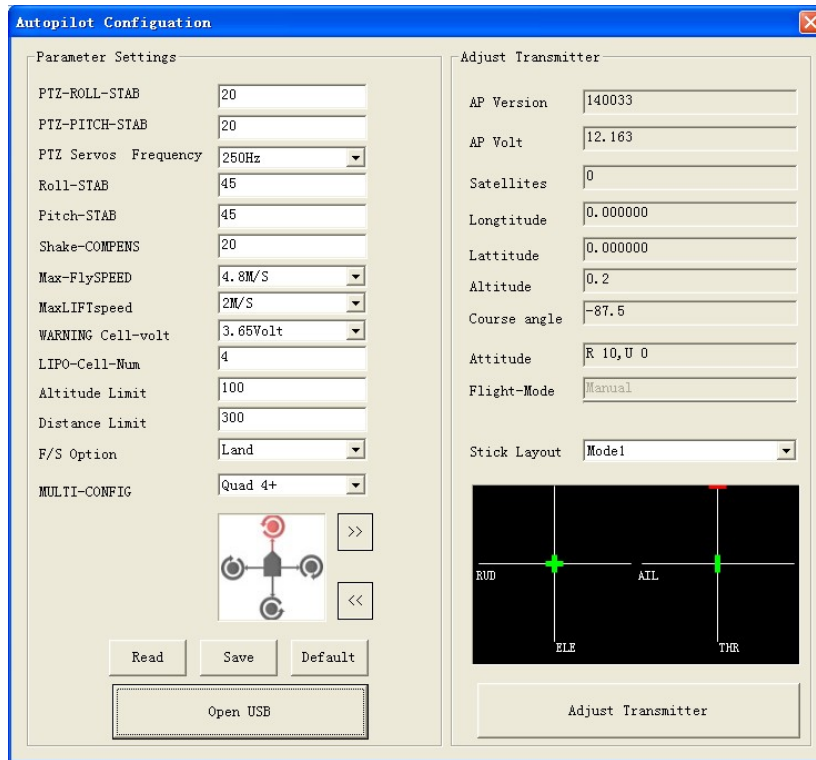 Autopilot Configuation
Parameter Settings
PTZ-ROLL-STAB 20
PTZ-PITCH-STAB 20
PTZ Servos Frequency 250Hz
Roll-STAB 45
Pitch-STAB 45
Shake-COMPENS 20
Max-FlySPEED 4.8M/S
MaxLIFTspeed 2M/S
WARNING Cell-volt 3.65Volt
LIPO-Cell-Num 4
Altitude Limit 100
Distance Limit 300
F/S Option Land
MULTI-CONFIG Quad 4+
>>
<<
Read Save Default
Open USB
Adjust Transmitter
AP Version 140033
AP Volt 12.163
Satellites 0
Longtitude 0.000000
Lattitude 0.000000
Altitude 0.2
Course angle -87.5
Attitude R 10,U 0
Flight-Mode Manual
Stick Layout Mode1
RUD AIL
ELE THR
Adjust Transmitter